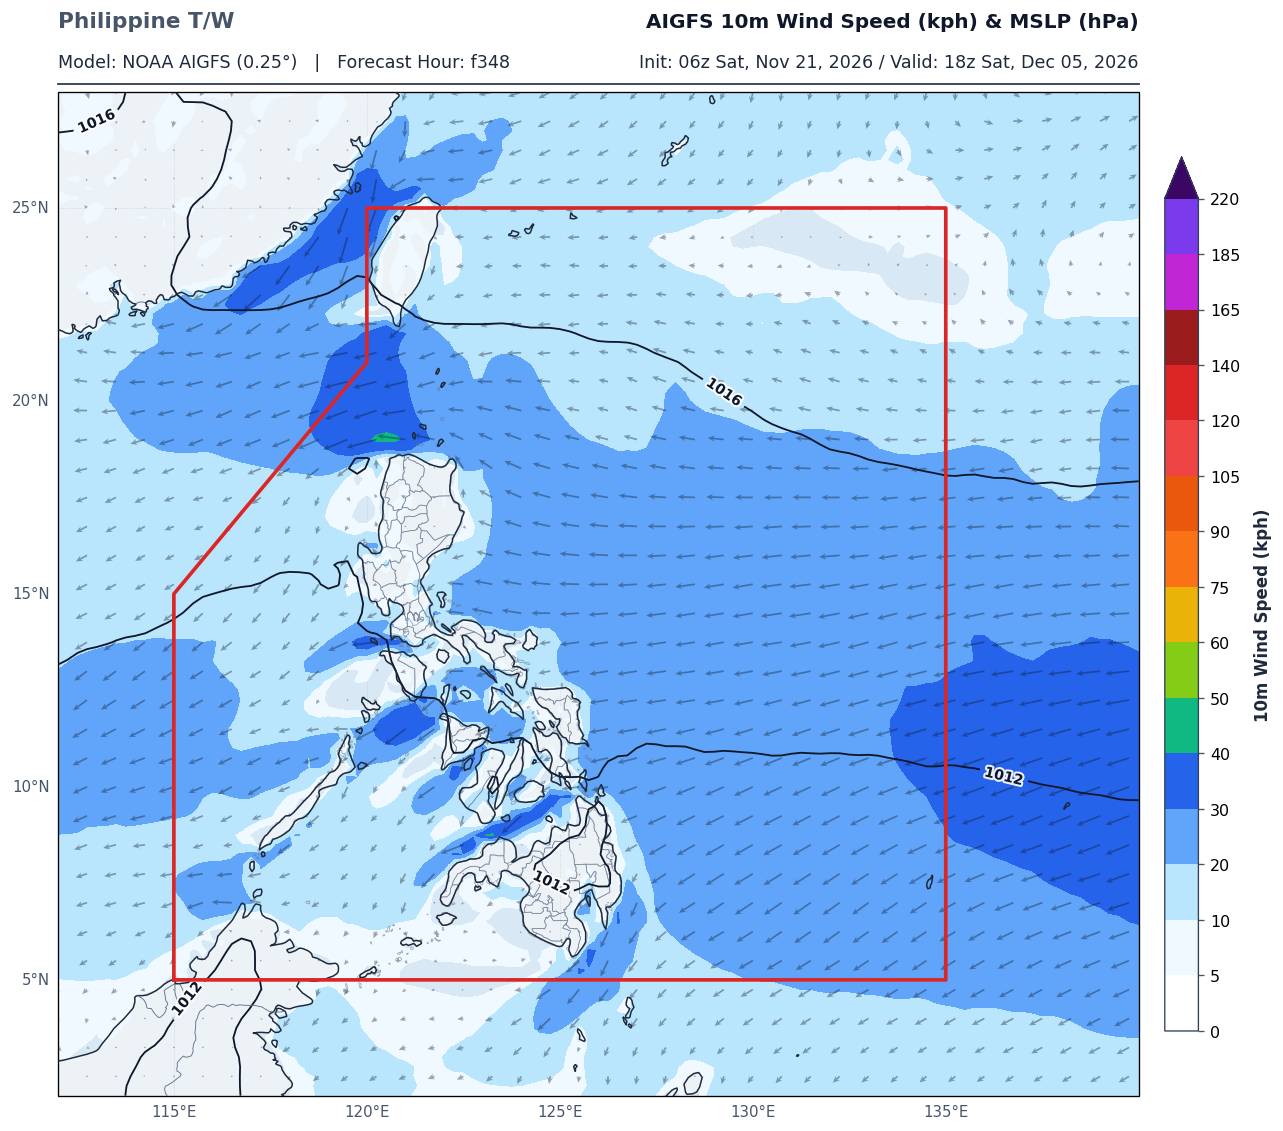 Philippine T/W
AIGFS 10m Wind Speed (kph) & MSLP (hPa)
Model: NOAA AIGFS (0.25°)   |   Forecast Hour: f348
Init: 06z Sat, Nov 21, 2026 / Valid: 18z Sat, Dec 05, 2026
1016
220
25°N
185
165
140
20°N
1016
120
105
90
75
15°N
60
50
40
10°N
1012
30
20
1012
10
5°N
1012
5
0
115°E
120°E
125°E
130°E
135°E
10m Wind Speed (kph)